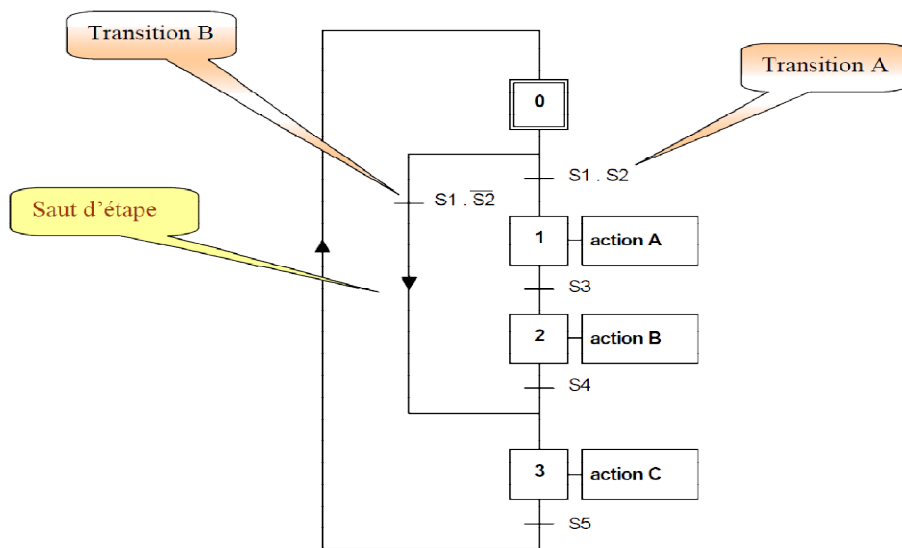 Transition B
Transition A
0
S1 . S2
S1 . S̅2̅
Saut d'étape
1 action A
S3
2 action B
S4
3 action C
S5